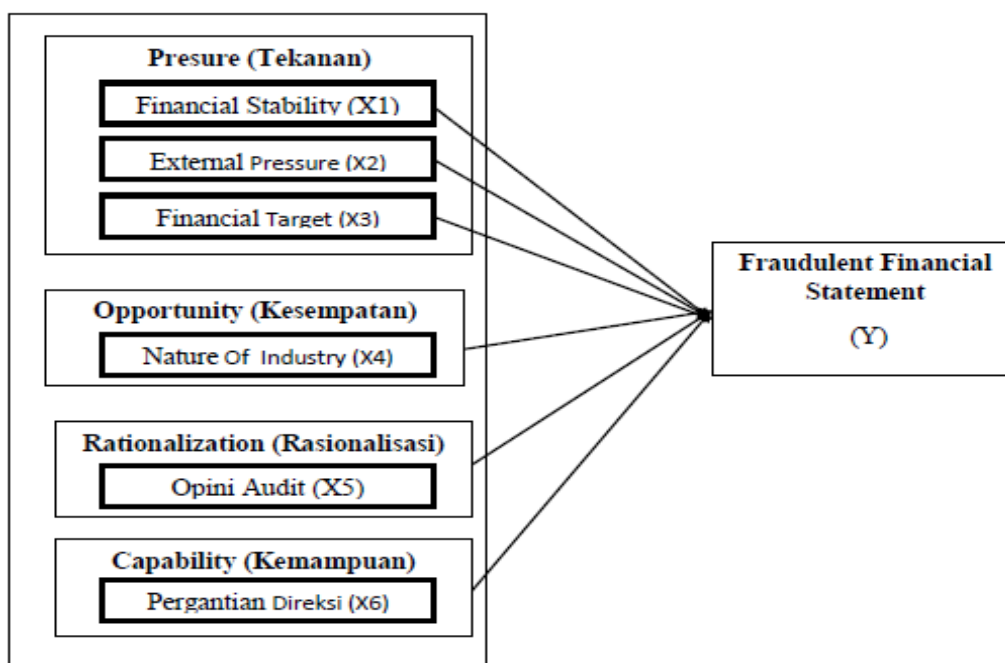 Presure (Tekanan)
Financial Stability (X1)
External Pressure (X2)
Financial Target (X3)
Opportunity (Kesempatan)
Nature Of Industry (X4)
Rationalization (Rasionalisasi)
Opini Audit (X5)
Capability (Kemampuan)
Pergantian Direksi (X6)
Fraudulent Financial
Statement
(Y)